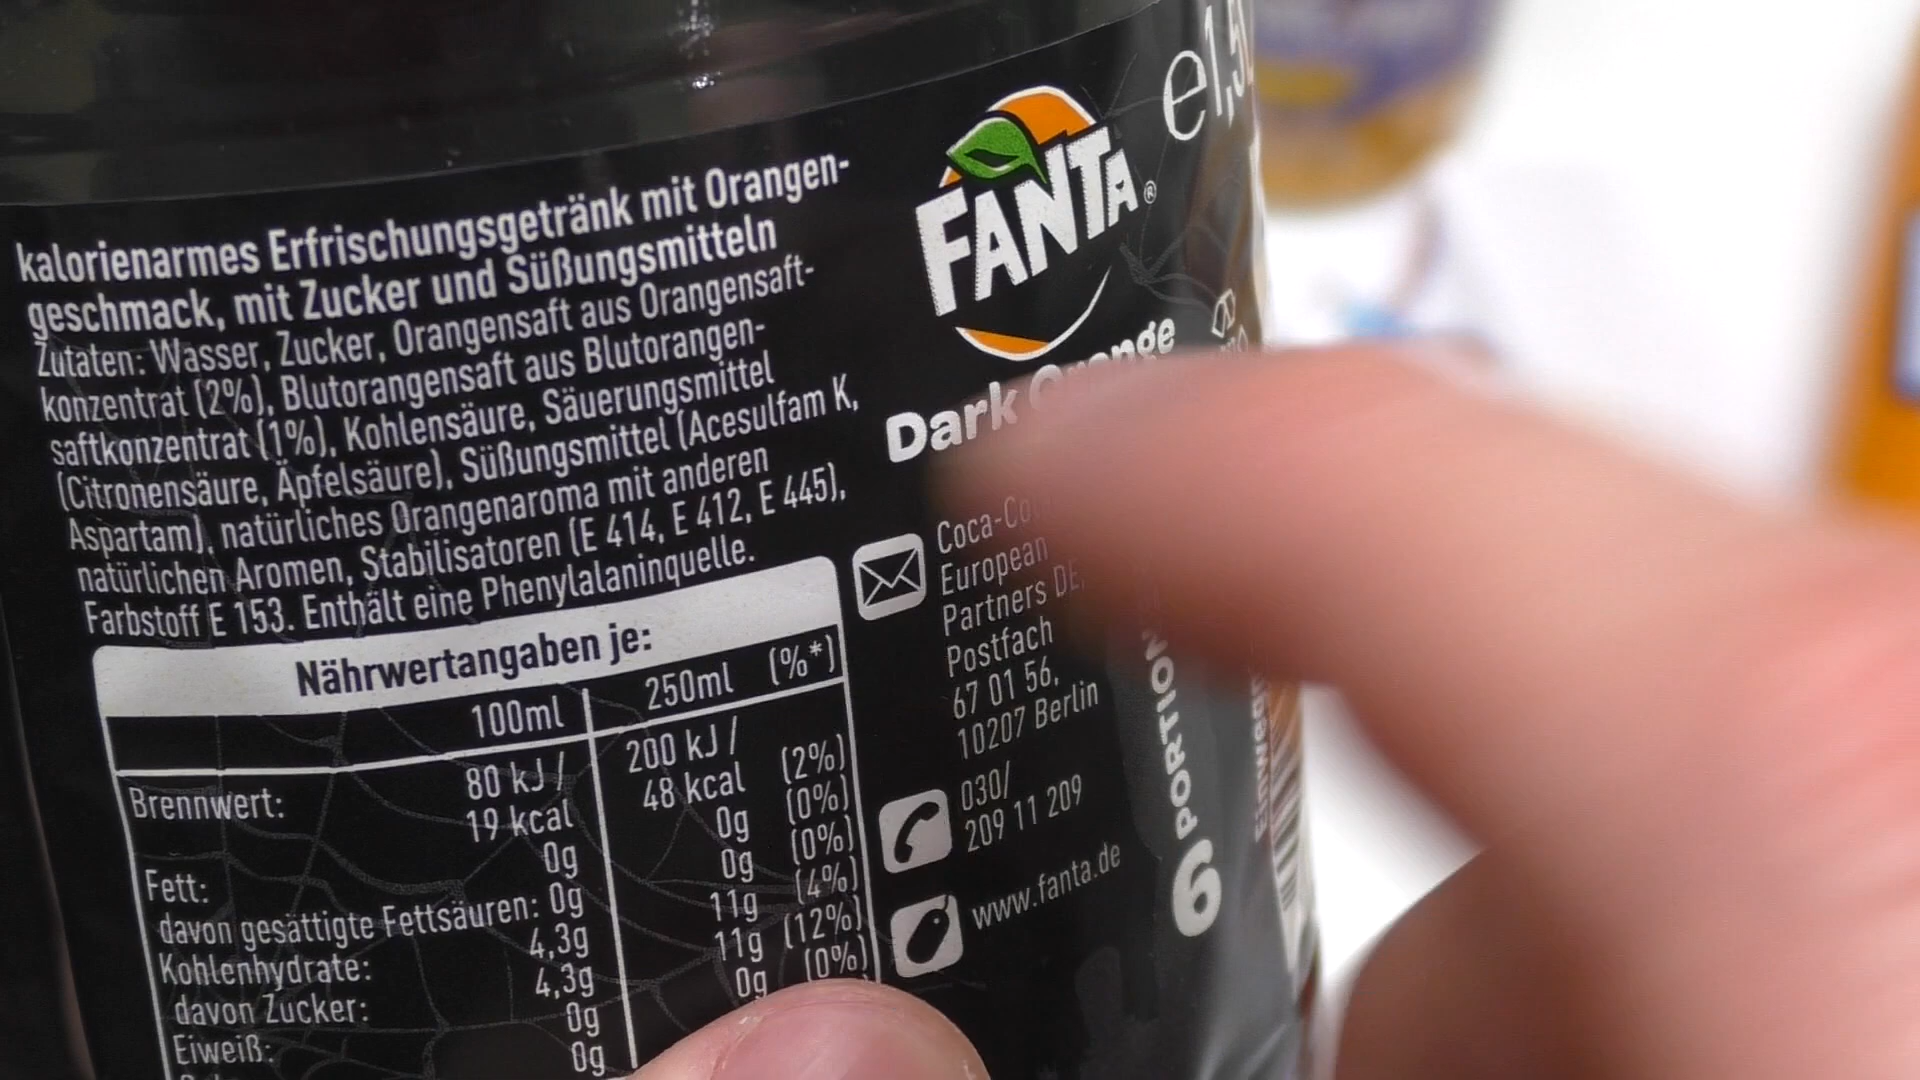 kalorienarmes Erfrischungsgetränk mit Orangen-
geschmack, mit Zucker und Süßungsmitteln
Zutaten: Wasser, Zucker, Orangensaft aus Orangensaft-
konzentrat (2%), Blutorangensaft aus Blutorangen-
saftkonzentrat (1%), Kohlensäure, Säuerungsmittel
(Citronensäure, Äpfelsäure), Süßungsmittel (Acesulfam K,
Aspartam), natürliches Orangenaroma mit anderen
natürlichen Aromen, Stabilisatoren (E 414, E 412, E 445),
Farbstoff E 153. Enthält eine Phenylalaninquelle.
Nährwertangaben je:
100ml 250ml (%*)
Brennwert: 80 kJ/ 200 kJ/
19 kcal 48 kcal (2%)
Fett: 0g 0g (0%)
davon gesättigte Fettsäuren: 0g 0g (0%)
Kohlenhydrate: 4,3g 11g (4%)
davon Zucker: 4,3g 11g (12%)
Eiweiß: 0g 0g (0%)
0g
e1,5
FANTA®
Dark
European
Partners DE,
Postfach
67 01 56,
10207 Berlin
030/
209 11 209
www.fanta.de
6 PORTION